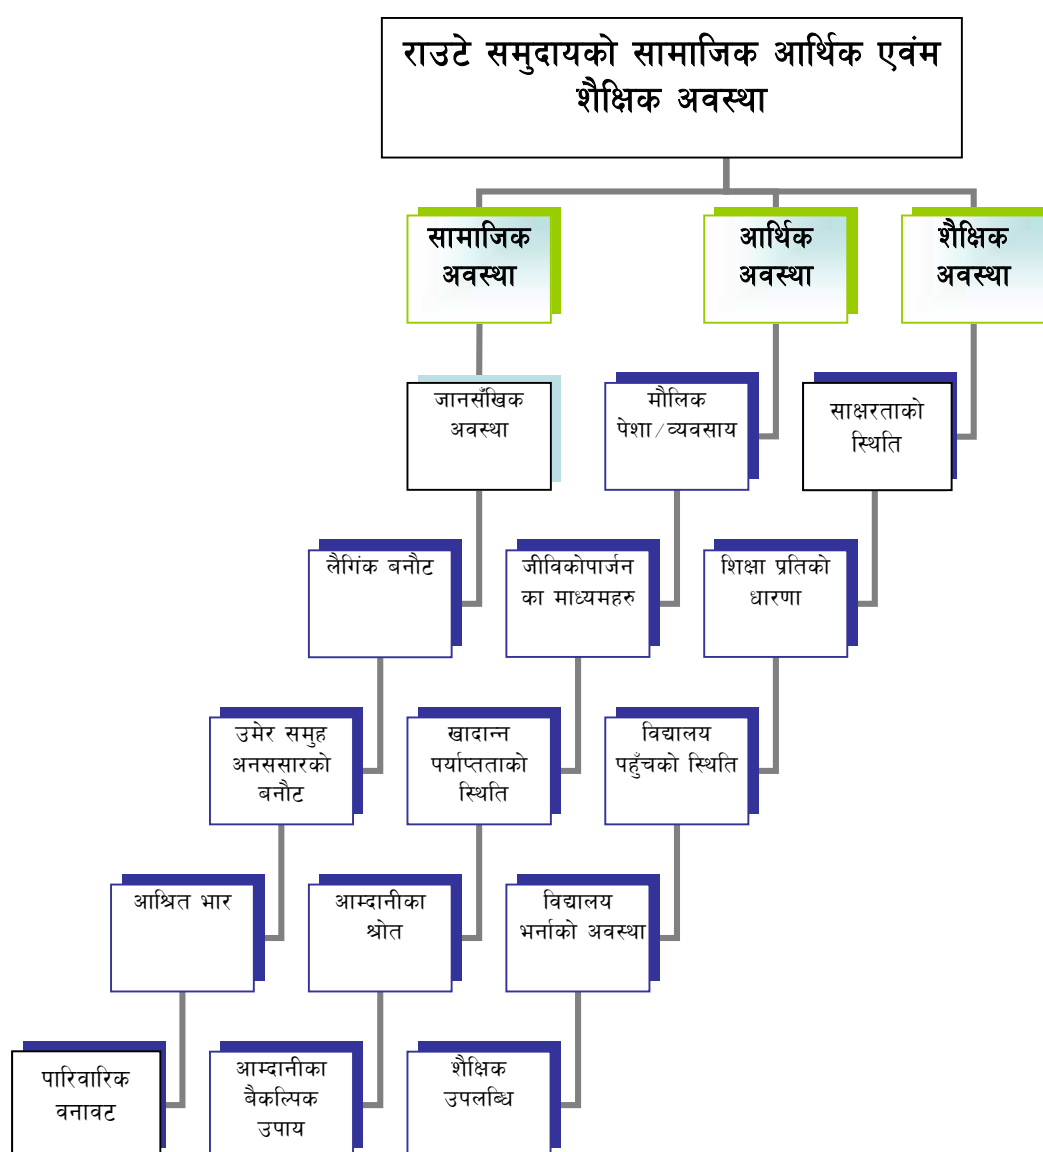 राउटे समुदायको सामाजिक आर्थिक एवंम
शैक्षिक अवस्था
सामाजिक
अवस्था
आर्थिक
अवस्था
शैक्षिक
अवस्था
जानसँखिक
अवस्था
मौलिक
पेशा/व्यवसाय
साक्षरताको
स्थिति
लैगिंक बनौट
जीविकोपार्जन
का माध्यमहरु
शिक्षा प्रतिको
धारणा
उमेर समुह
अनससारको
बनौट
खादान्न
पर्याप्तताको
स्थिति
विद्यालय
पहुँचको स्थिति
आश्रित भार
आम्दानीका
श्रोत
विद्यालय
भर्नाको अवस्था
पारिवारिक
वनावट
आम्दानीका
बैकल्पिक
उपाय
शैक्षिक
उपलब्धि